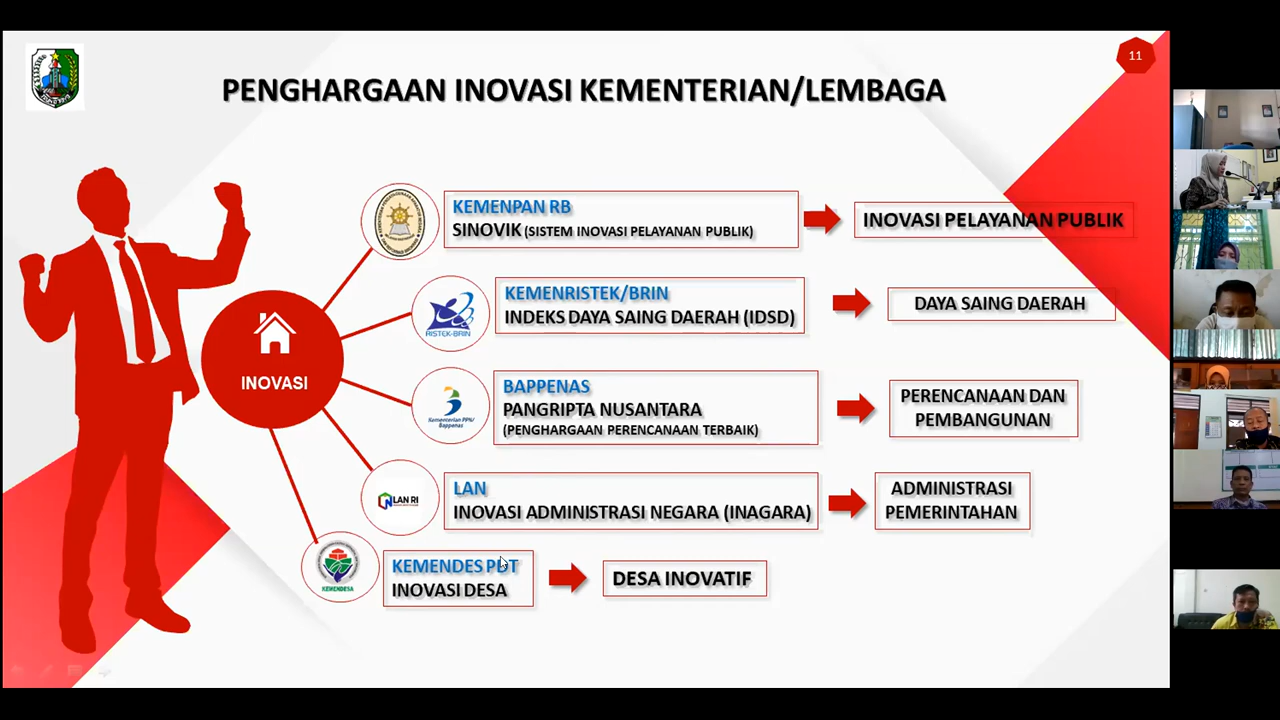 11
PENGHARGAAN INOVASI KEMENTERIAN/LEMBAGA
KEMENPAN RB
SINOVIK (SISTEM INOVASI PELAYANAN PUBLIK)
INOVASI PELAYANAN PUBLIK
KEMENRISTEK/BRIN
INDEKS DAYA SAING DAERAH (IDSD)
DAYA SAING DAERAH
RISTEK-BRIN
INOVASI
BAPPENAS
PANGRIPTA NUSANTARA
(PENGHARGAAN PERENCANAAN TERBAIK)
PERENCANAAN DAN
PEMBANGUNAN
Kementerian PPN/
Bappenas
LAN
INOVASI ADMINISTRASI NEGARA (INAGARA)
ADMINISTRASI
PEMERINTAHAN
LAN RI
KEMENDES PDT
INOVASI DESA
DESA INOVATIF
KEMENDESA